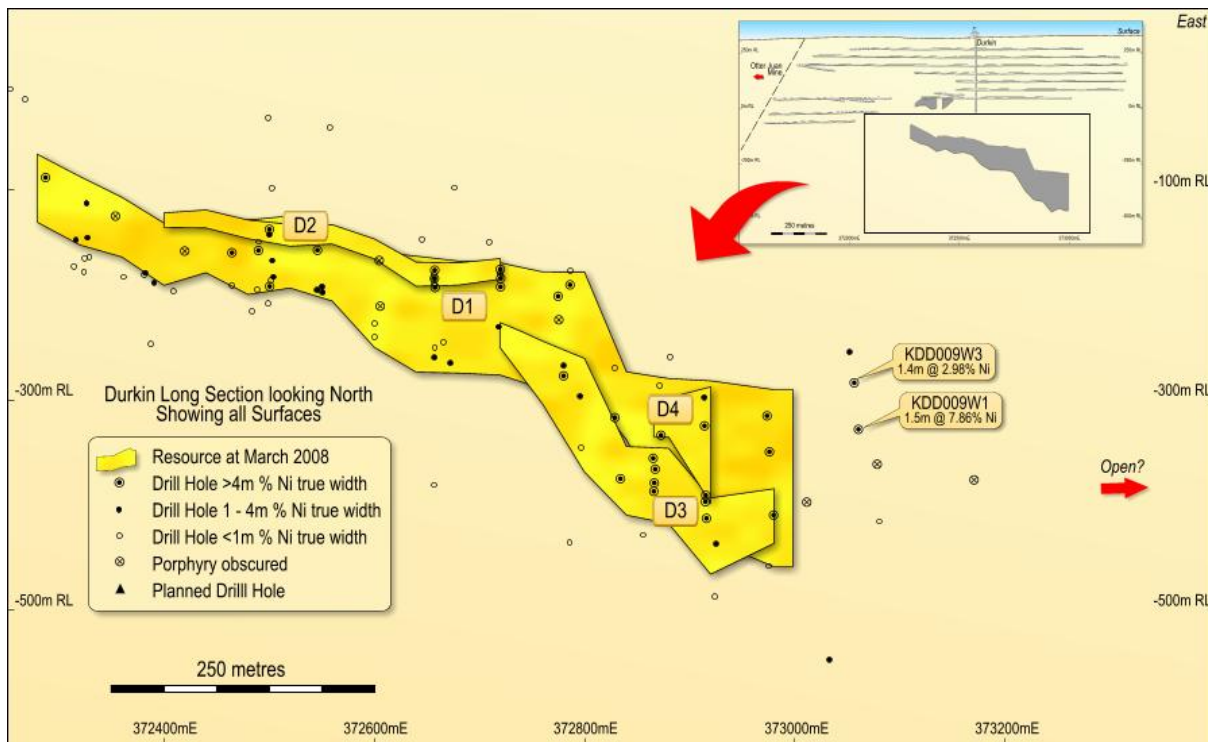 East
Surface
Durkin
Otter Juan
Mine
250 metres
-100m RL
D2
D1
-300m RL
-300m RL
KDD009W3
1.4m @ 2.98% Ni
D4
KDD009W1
1.5m @ 7.86% Ni
Durkin Long Section looking North
Showing all Surfaces
Resource at March 2008
Drill Hole >4m % Ni true width
Drill Hole 1 - 4m % Ni true width
Drill Hole <1m % Ni true width
Porphyry obscured
Planned Drilll Hole
Open?
D3
-500m RL
-500m RL
250 metres
372400mE
372600mE
372800mE
373000mE
373200mE